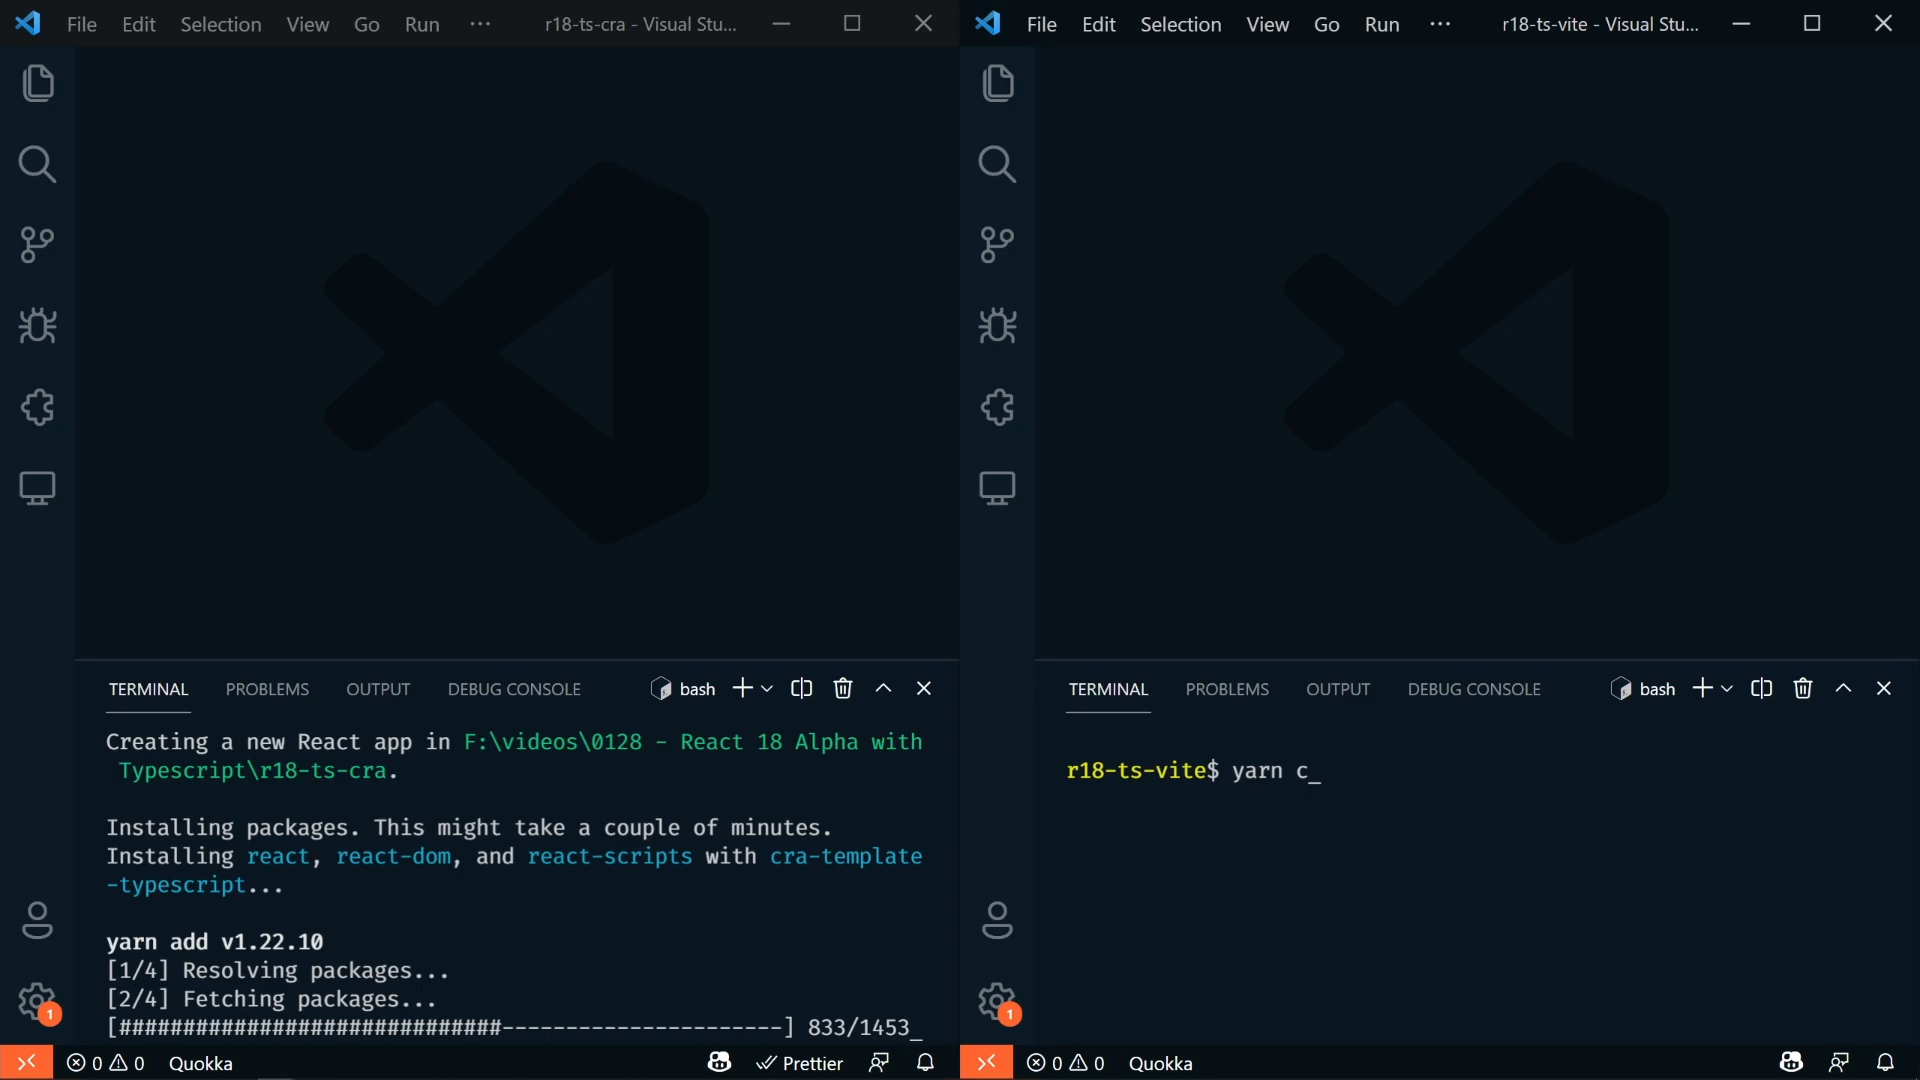 File Edit Selection View Go Run ··· r18-ts-cra - Visual Stu...
TERMINAL PROBLEMS OUTPUT DEBUG CONSOLE bash
Creating a new React app in F:\videos\0128 - React 18 Alpha with
Typescript\r18-ts-cra.
Installing packages. This might take a couple of minutes.
Installing react, react-dom, and react-scripts with cra-template
-typescript...
yarn add v1.22.10
[1/4] Resolving packages...
[2/4] Fetching packages...
[##############################----------------------] 833/1453_
1
0 0 Quokka Prettier
File Edit Selection View Go Run ··· r18-ts-vite - Visual Stu...
TERMINAL PROBLEMS OUTPUT DEBUG CONSOLE bash
r18-ts-vite$ yarn c_
1
0 0 Quokka